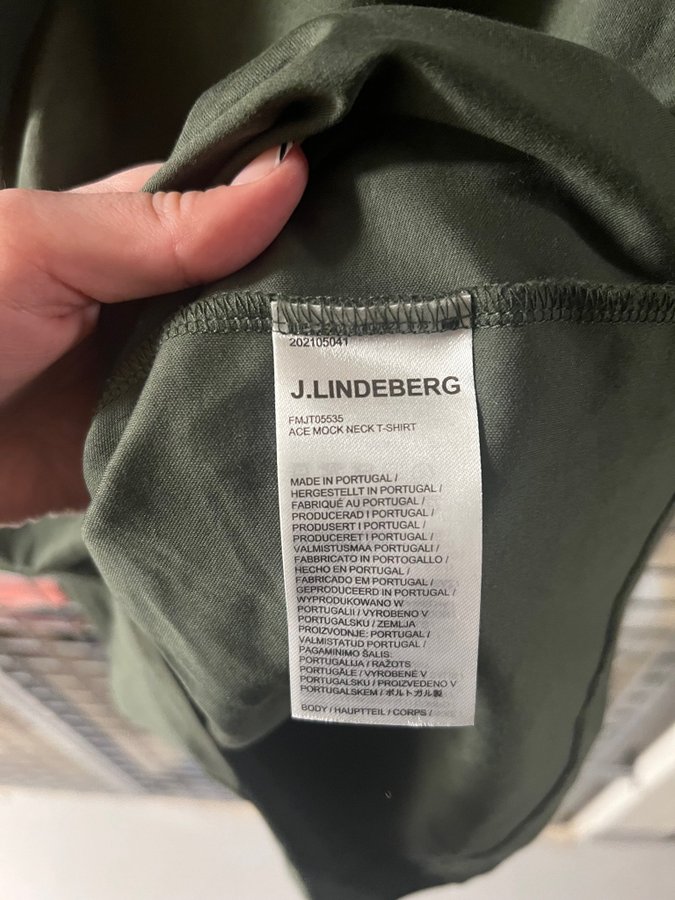 202105041
J.LINDEBERG
FMJT05535
ACE MOCK NECK T-SHIRT
MADE IN PORTUGAL /
HERGESTELLT IN PORTUGAL /
FABRIQUÉ AU PORTUGAL /
PRODUCERAD I PORTUGAL /
PRODUSERT I PORTUGAL /
PRODUCERET I PORTUGAL /
VALMISTUSMAA PORTUGALI /
FABBRICATO IN PORTOGALLO /
HECHO EN PORTUGAL /
FABRICADO EM PORTUGAL /
GEPRODUCEERD IN PORTUGAL /
WYPRODUKOWANO W
PORTUGALII / VYROBENO V
PORTUGALSKU / ZEMLJA
PROIZVODNJE: PORTUGAL /
VALMISTATUD PORTUGAL /
PAGAMINIMO ŠALIS:
PORTUGALIJA / RAŽOTS
PORTUGĀLE / VYROBENÉ V
PORTUGALSKU / PROIZVEDENO V
PORTUGALSKEM / ポルトガル製
BODY / HAUPTTEIL / CORPS /